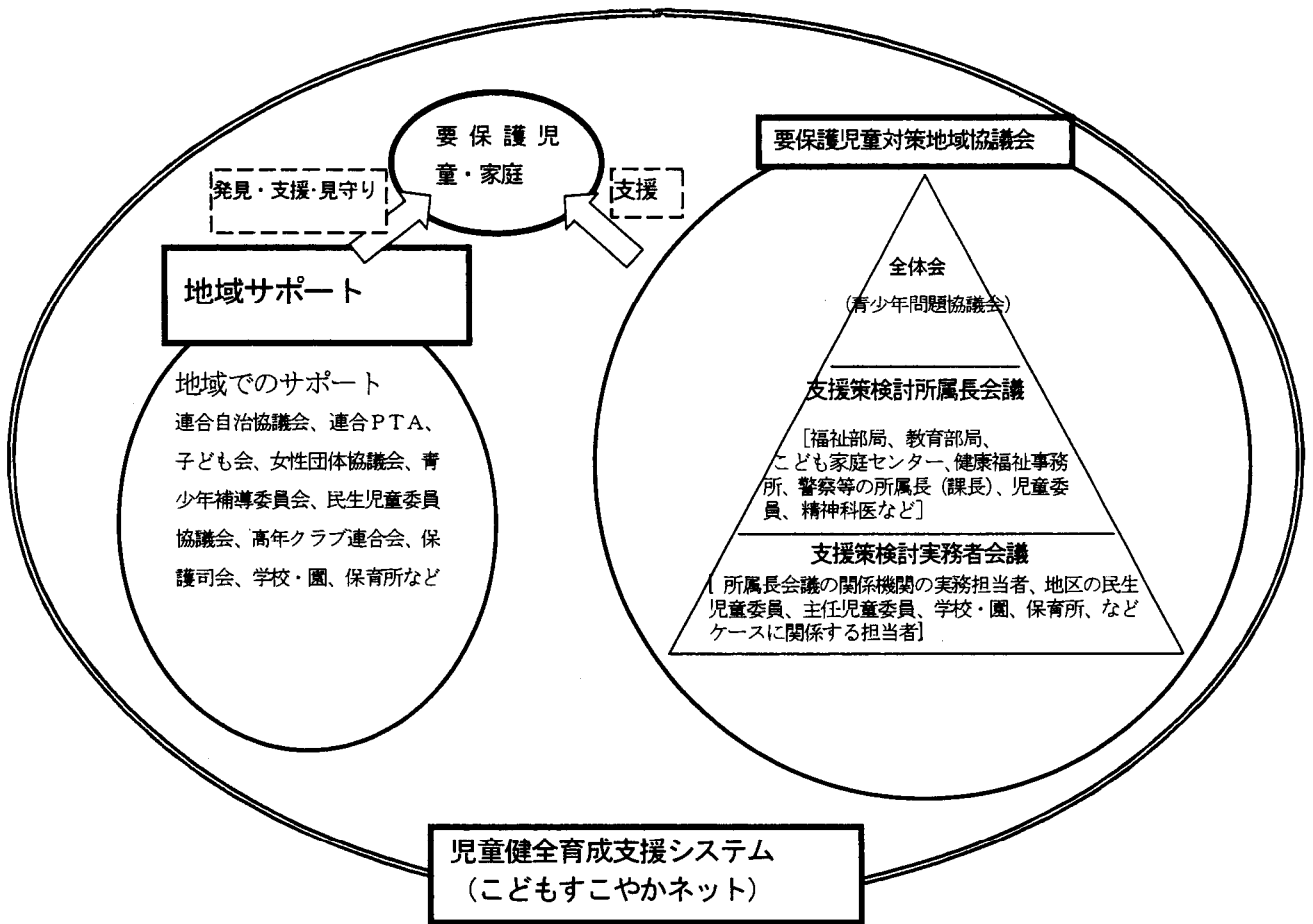 要保護児
童・家庭
要保護児童対策地域協議会
発見・支援・見守り
支援
地域サポート
全体会
(青少年問題協議会)
地域でのサポート
連合自治協議会、連合PTA、
子ども会、女性団体協議会、青
少年補導委員会、民生児童委員
協議会、高年クラブ連合会、保
護司会、学校・園、保育所など
支援策検討所属長会議
[福祉部局、教育部局、
こども家庭センター、健康福祉事務
所、警察等の所属長(課長)、児童委
員、精神科医など]
支援策検討実務者会議
[所属長会議の関係機関の実務担当者、地区の民生
児童委員、主任児童委員、学校・園、保育所、など
ケースに関係する担当者]
児童健全育成支援システム
(こどもすこやかネット)